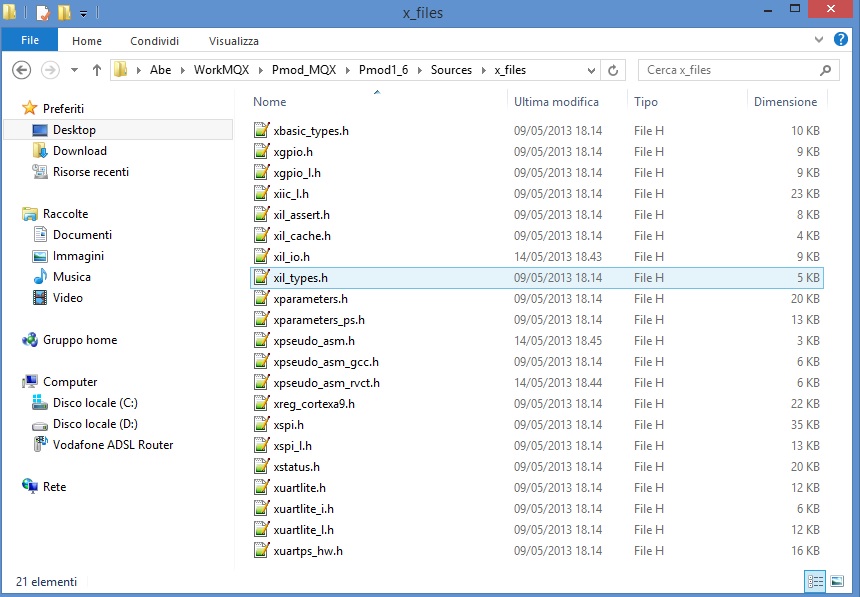 x_files
File Home Condividi Visualizza
Abe WorkMQX Pmod_MQX Pmod1_6 Sources x_files Cerca x_files
Preferiti
Desktop
Download
Risorse recenti
Raccolte
Documenti
Immagini
Musica
Video
Gruppo home
Computer
Disco locale (C:)
Disco locale (D:)
Vodafone ADSL Router
Rete
Nome Ultima modifica Tipo Dimensione
xbasic_types.h 09/05/2013 18.14 File H 10 KB
xgpio.h 09/05/2013 18.14 File H 9 KB
xgpio_l.h 09/05/2013 18.14 File H 9 KB
xiic_l.h 09/05/2013 18.14 File H 23 KB
xil_assert.h 09/05/2013 18.14 File H 8 KB
xil_cache.h 09/05/2013 18.14 File H 4 KB
xil_io.h 14/05/2013 18.43 File H 9 KB
xil_types.h 09/05/2013 18.14 File H 5 KB
xparameters.h 09/05/2013 18.14 File H 20 KB
xparameters_ps.h 09/05/2013 18.14 File H 13 KB
xpseudo_asm.h 14/05/2013 18.45 File H 3 KB
xpseudo_asm_gcc.h 09/05/2013 18.14 File H 6 KB
xpseudo_asm_rvct.h 14/05/2013 18.44 File H 6 KB
xreg_cortexa9.h 09/05/2013 18.14 File H 22 KB
xspi.h 09/05/2013 18.14 File H 35 KB
xspi_l.h 09/05/2013 18.14 File H 13 KB
xstatus.h 09/05/2013 18.14 File H 20 KB
xuartlite.h 09/05/2013 18.14 File H 12 KB
xuartlite_i.h 09/05/2013 18.14 File H 6 KB
xuartlite_l.h 09/05/2013 18.14 File H 12 KB
xuartps_hw.h 09/05/2013 18.14 File H 16 KB
21 elementi